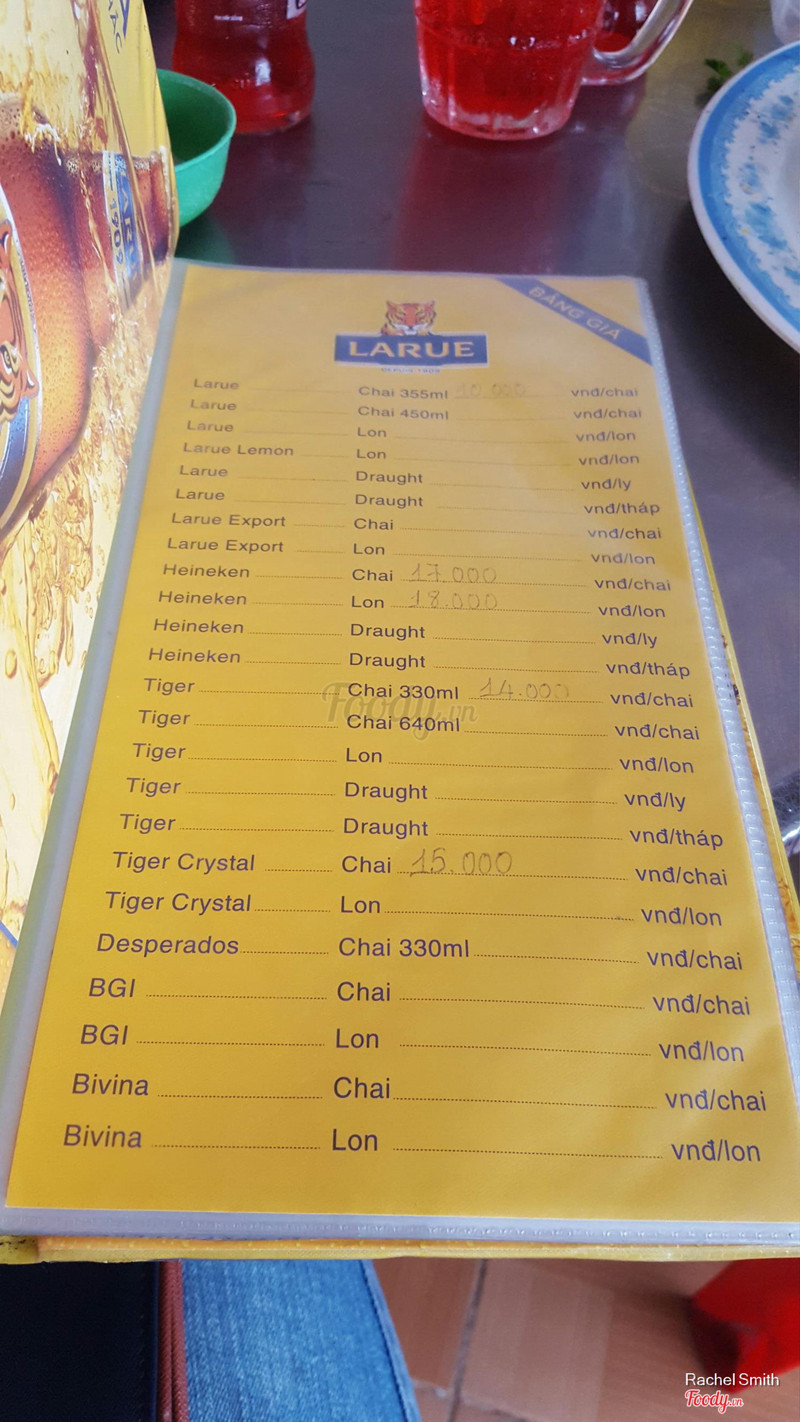 BẢNG GIÁ
LARUE
DEPUIS 1909
Larue Chai 355ml 10.000 vnđ/chai
Larue Chai 450ml vnđ/chai
Larue Lon vnđ/lon
Larue Lemon Lon vnđ/lon
Larue Draught vnđ/ly
Larue Draught vnđ/tháp
Larue Export Chai vnđ/chai
Larue Export Lon vnđ/lon
Heineken Chai 17.000 vnđ/chai
Heineken Lon 18.000 vnđ/lon
Heineken Draught vnđ/ly
Heineken Draught vnđ/tháp
Tiger Chai 330ml 14.000 vnđ/chai
Tiger Chai 640ml vnđ/chai
Tiger Lon vnđ/lon
Tiger Draught vnđ/ly
Tiger Draught vnđ/tháp
Tiger Crystal Chai 15.000 vnđ/chai
Tiger Crystal Lon vnđ/lon
Desperados Chai 330ml vnđ/chai
BGI Chai vnđ/chai
BGI Lon vnđ/lon
Bivina Chai vnđ/chai
Bivina Lon vnđ/lon
Foody.vn
Rachel Smith
Foody.vn